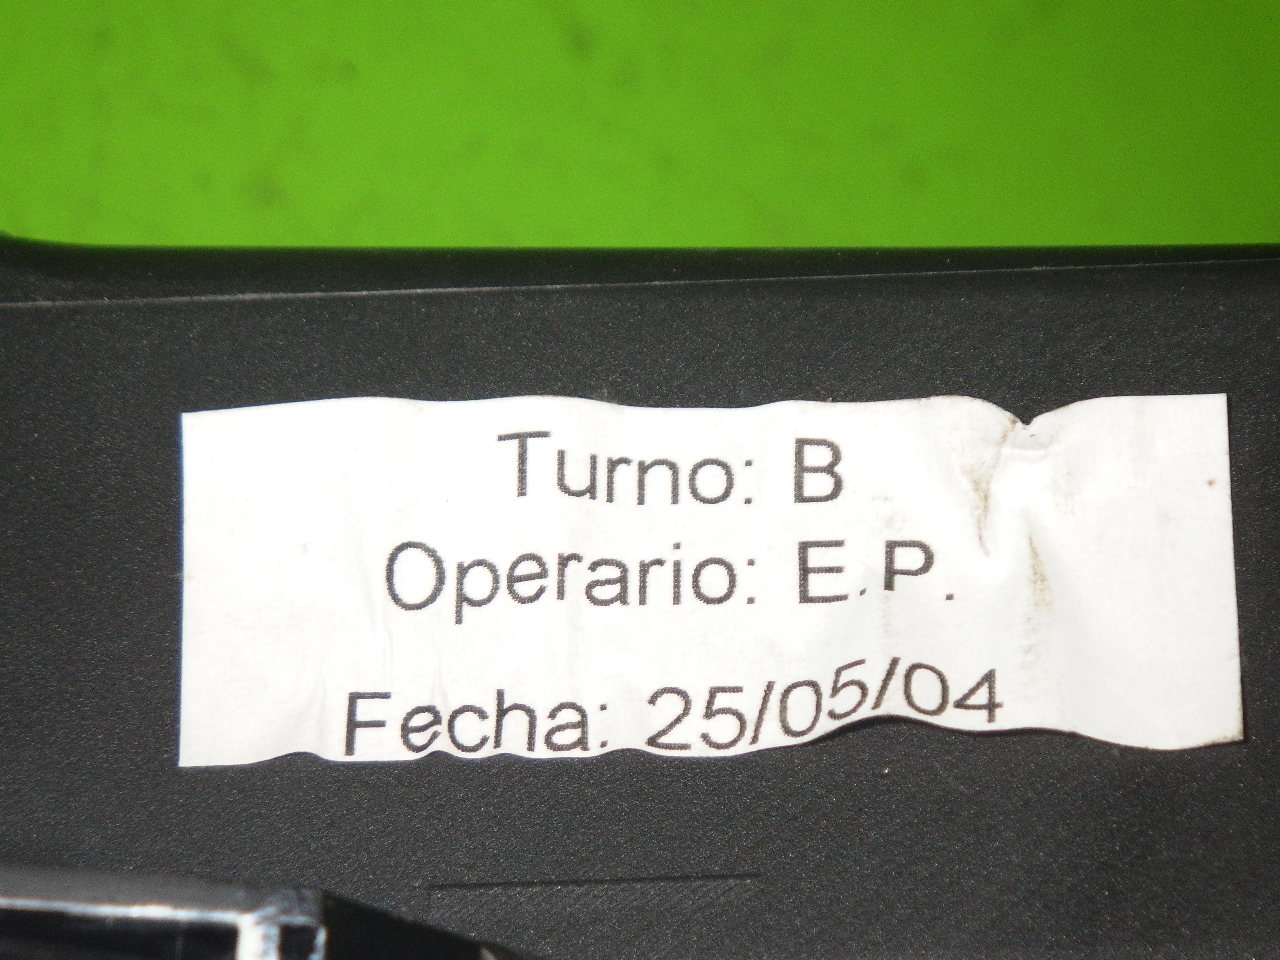 Turno: B
Operario: E.P.
Fecha: 25/05/04